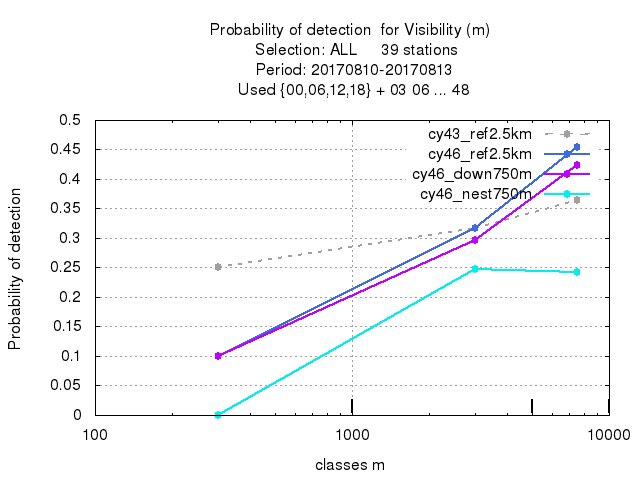 Probability of detection  for Visibility (m)
Selection: ALL     39 stations
Period: 20170810-20170813
Used {00,06,12,18} + 03 06 ... 48
cy43_ref2.5km
cy46_ref2.5km
cy46_down750m
cy46_nest750m
Probability of detection
0.5
0.45
0.4
0.35
0.3
0.25
0.2
0.15
0.1
0.05
0
100
1000
10000
classes m